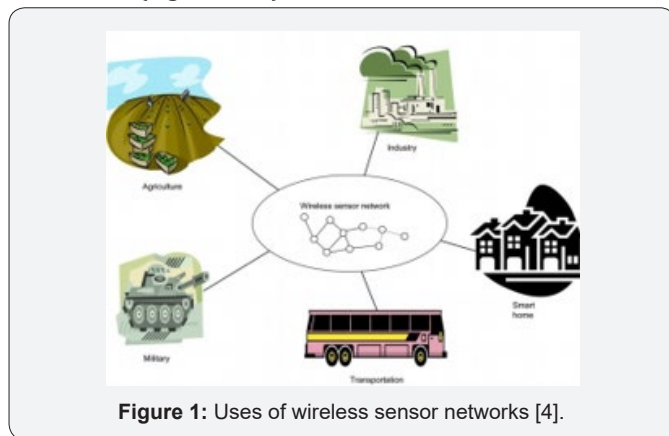 Industry
Agriculture
Wireless sensor network
Smart
home
Military
Transportation
Figure 1: Uses of wireless sensor networks [4].